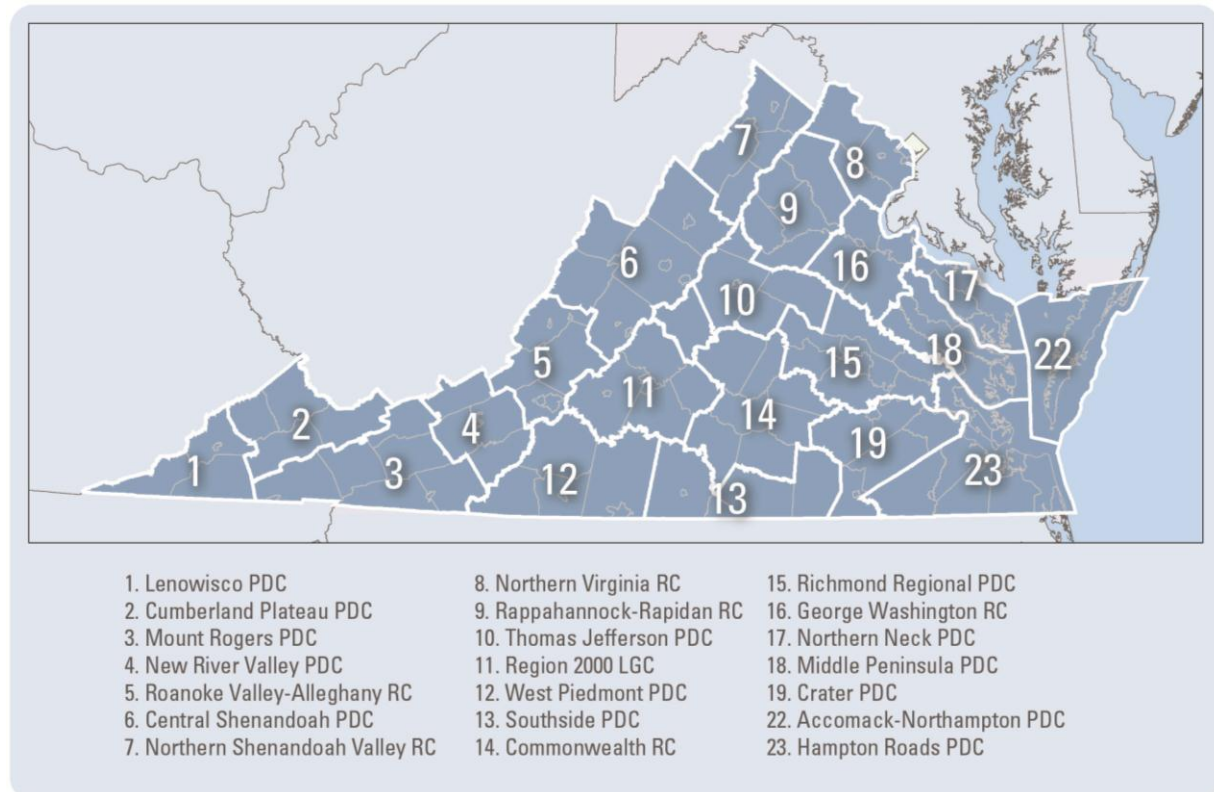 7
8
9
6
16
17
10
5
18
15
22
11
2
14
4
19
1
3
12
23
13
1. Lenowisco PDC
2. Cumberland Plateau PDC
3. Mount Rogers PDC
4. New River Valley PDC
5. Roanoke Valley-Alleghany RC
6. Central Shenandoah PDC
7. Northern Shenandoah Valley RC
8. Northern Virginia RC
9. Rappahannock-Rapidan RC
10. Thomas Jefferson PDC
11. Region 2000 LGC
12. West Piedmont PDC
13. Southside PDC
14. Commonwealth RC
15. Richmond Regional PDC
16. George Washington RC
17. Northern Neck PDC
18. Middle Peninsula PDC
19. Crater PDC
22. Accomack-Northampton PDC
23. Hampton Roads PDC